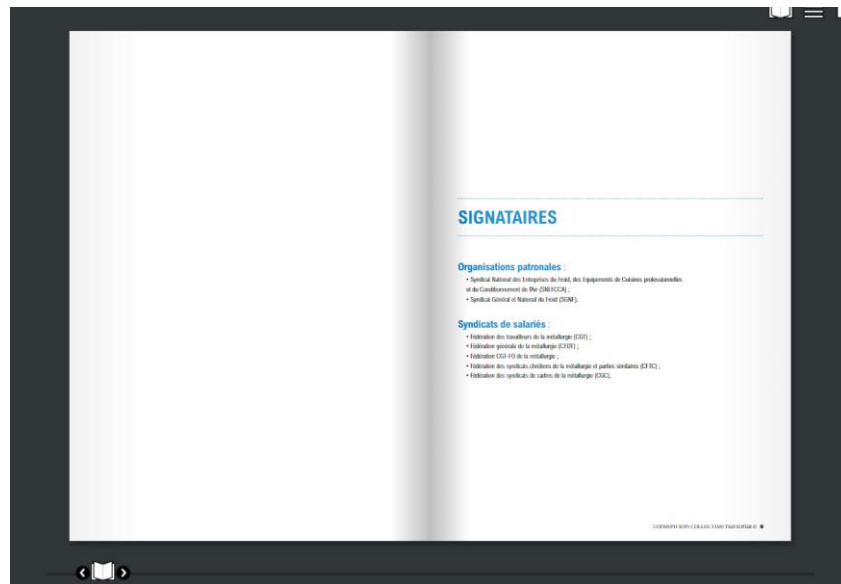 SIGNATAIRES
Organisations patronales :
• Syndicat National des Entreprises du Froid, des Equipements de Cuisines professionnelles
et du Conditionnement de l'Air (SNEFCCA) ;
• Syndicat Général et National du Froid (SGNF).
Syndicats de salariés :
• Fédération des travailleurs de la métallurgie (CGT) ;
• Fédération générale de la métallurgie (CFDT) ;
• Fédération CGT-FO de la métallurgie ;
• Fédération des syndicats chrétiens de la métallurgie et parties similaires (CFTC) ;
• Fédération des syndicats de cadres de la métallurgie (CGC).
CONVENTION COLLECTIVE NATIONALE